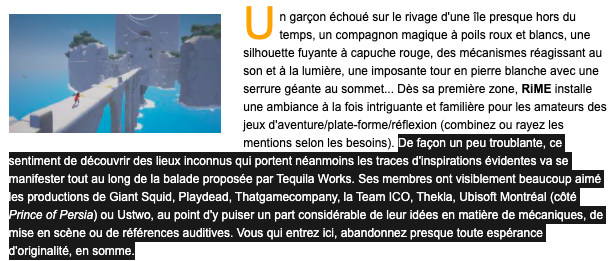 Un garçon échoué sur le rivage d'une île presque hors du
temps, un compagnon magique à poils roux et blancs, une
silhouette fuyante à capuche rouge, des mécanismes réagissant au
son et à la lumière, une imposante tour en pierre blanche avec une
serrure géante au sommet... Dès sa première zone, RiME installe
une ambiance à la fois intriguante et familière pour les amateurs des
jeux d'aventure/plate-forme/réflexion (combinez ou rayez les
mentions selon les besoins). De façon un peu troublante, ce
sentiment de découvrir des lieux inconnus qui portent néanmoins les traces d'inspirations évidentes va se
manifester tout au long de la balade proposée par Tequila Works. Ses membres ont visiblement beaucoup aimé
les productions de Giant Squid, Playdead, Thatgamecompany, la Team ICO, Thekla, Ubisoft Montréal (côté
Prince of Persia) ou Ustwo, au point d'y puiser un part considérable de leur idées en matière de mécaniques, de
mise en scène ou de références auditives. Vous qui entrez ici, abandonnez presque toute espérance
d'originalité, en somme.